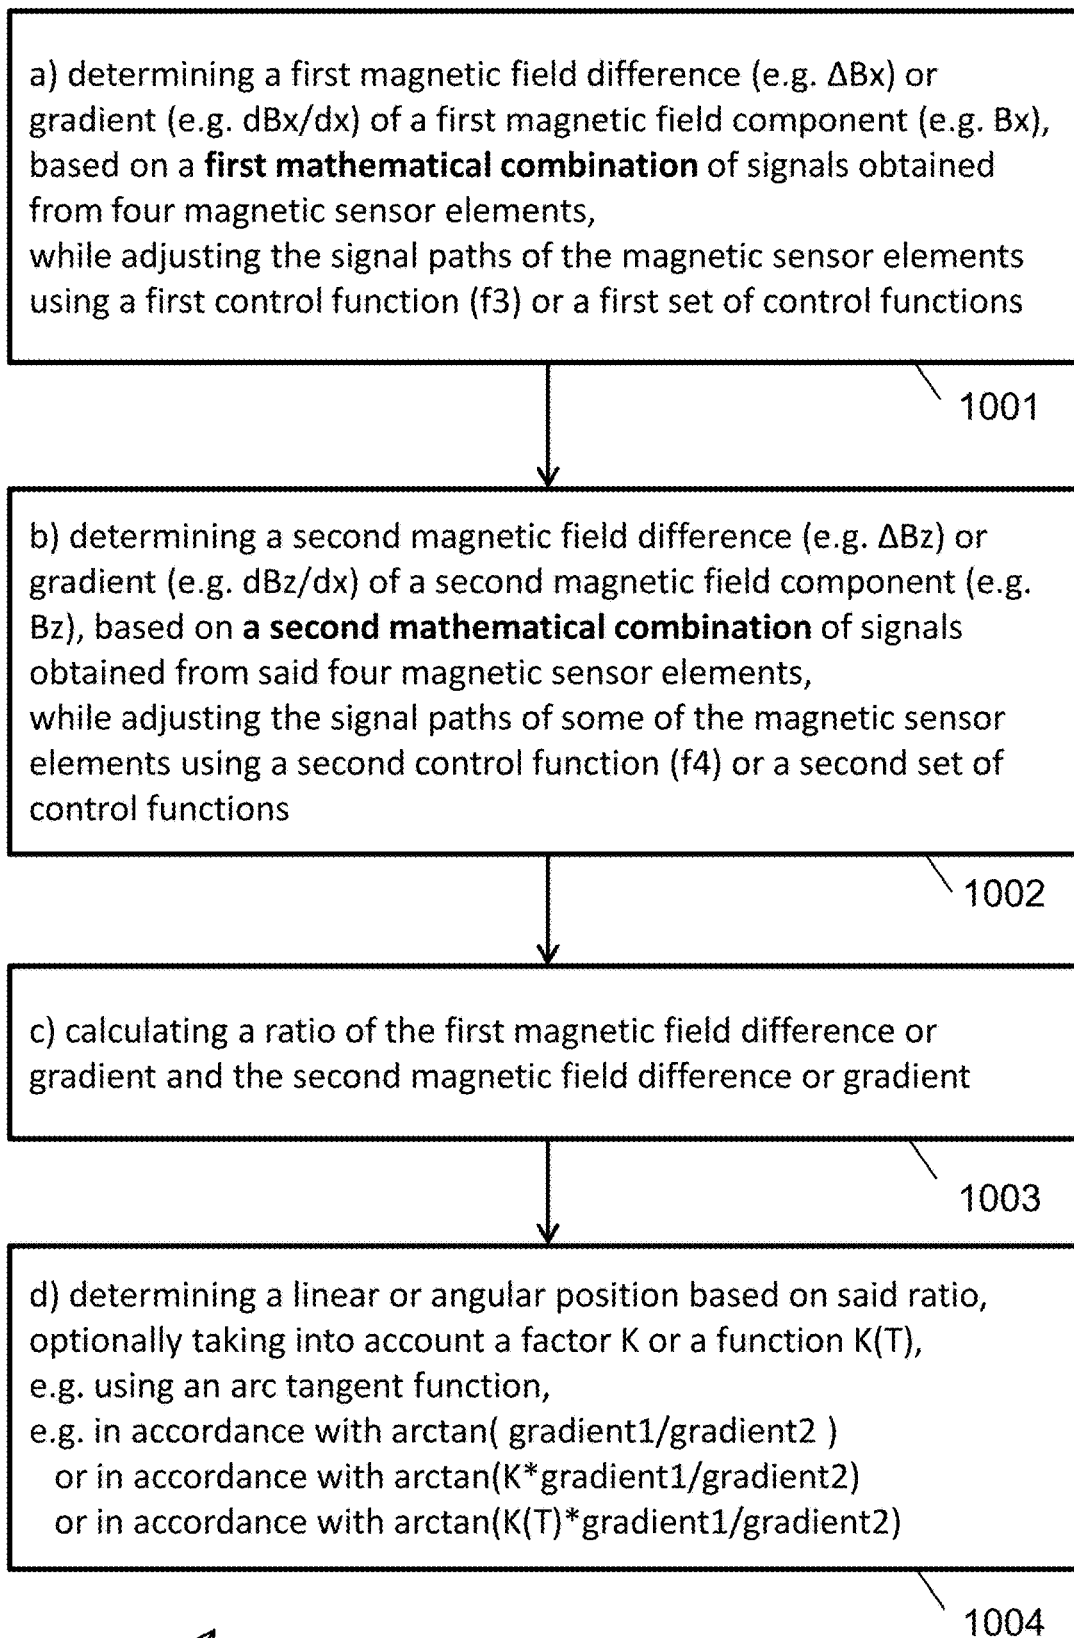 a) determining a first magnetic field difference (e.g. ΔBx) or
gradient (e.g. dBx/dx) of a first magnetic field component (e.g. Bx),
based on a first mathematical combination of signals obtained
from four magnetic sensor elements,
while adjusting the signal paths of the magnetic sensor elements
using a first control function (f3) or a first set of control functions
1001
b) determining a second magnetic field difference (e.g. ΔBz) or
gradient (e.g. dBz/dx) of a second magnetic field component (e.g.
Bz), based on a second mathematical combination of signals
obtained from said four magnetic sensor elements,
while adjusting the signal paths of some of the magnetic sensor
elements using a second control function (f4) or a second set of
control functions
1002
c) calculating a ratio of the first magnetic field difference or
gradient and the second magnetic field difference or gradient
1003
d) determining a linear or angular position based on said ratio,
optionally taking into account a factor K or a function K(T),
e.g. using an arc tangent function,
e.g. in accordance with arctan( gradient1/gradient2 )
or in accordance with arctan(K*gradient1/gradient2)
or in accordance with arctan(K(T)*gradient1/gradient2)
1004